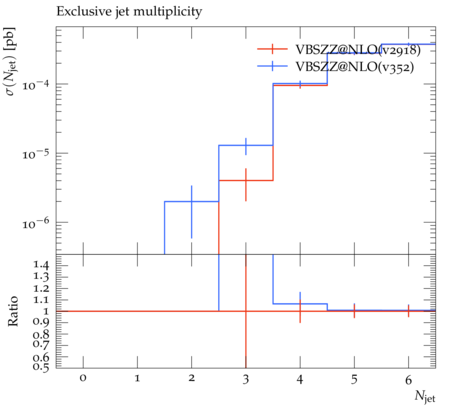 Exclusive jet multiplicity
σ(N_jet) [pb]
VBSZZ@NLO(v2918)
VBSZZ@NLO(v352)
10⁻⁴
10⁻⁵
10⁻⁶
Ratio
1.4
1.3
1.2
1.1
1
0.9
0.8
0.7
0.6
0.5
0 1 2 3 4 5 6
N_jet